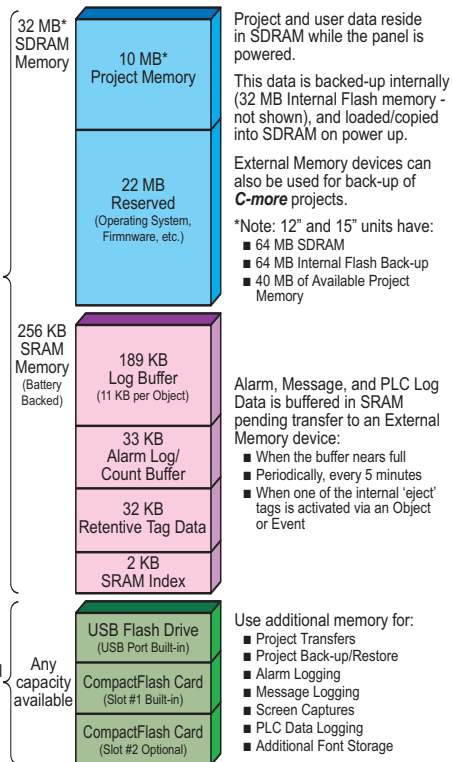 32 MB*
SDRAM
Memory
10 MB*
Project Memory
22 MB
Reserved
(Operating System,
Firmnware, etc.)
Project and user data reside
in SDRAM while the panel is
powered.
This data is backed-up internally
(32 MB Internal Flash memory -
not shown), and loaded/copied
into SDRAM on power up.
External Memory devices can
also be used for back-up of
C-more projects.
*Note: 12” and 15” units have:
■ 64 MB SDRAM
■ 64 MB Internal Flash Back-up
■ 40 MB of Available Project
Memory
256 KB
SRAM
Memory
(Battery
Backed)
189 KB
Log Buffer
(11 KB per Object)
33 KB
Alarm Log/
Count Buffer
32 KB
Retentive Tag Data
2 KB
SRAM Index
Alarm, Message, and PLC Log
Data is buffered in SRAM
pending transfer to an External
Memory device:
■ When the buffer nears full
■ Periodically, every 5 minutes
■ When one of the internal ‘eject’
tags is activated via an Object
or Event
Any
capacity
available
USB Flash Drive
(USB Port Built-in)
CompactFlash Card
(Slot #1 Built-in)
CompactFlash Card
(Slot #2 Optional)
Use additional memory for:
■ Project Transfers
■ Project Back-up/Restore
■ Alarm Logging
■ Message Logging
■ Screen Captures
■ PLC Data Logging
■ Additional Font Storage